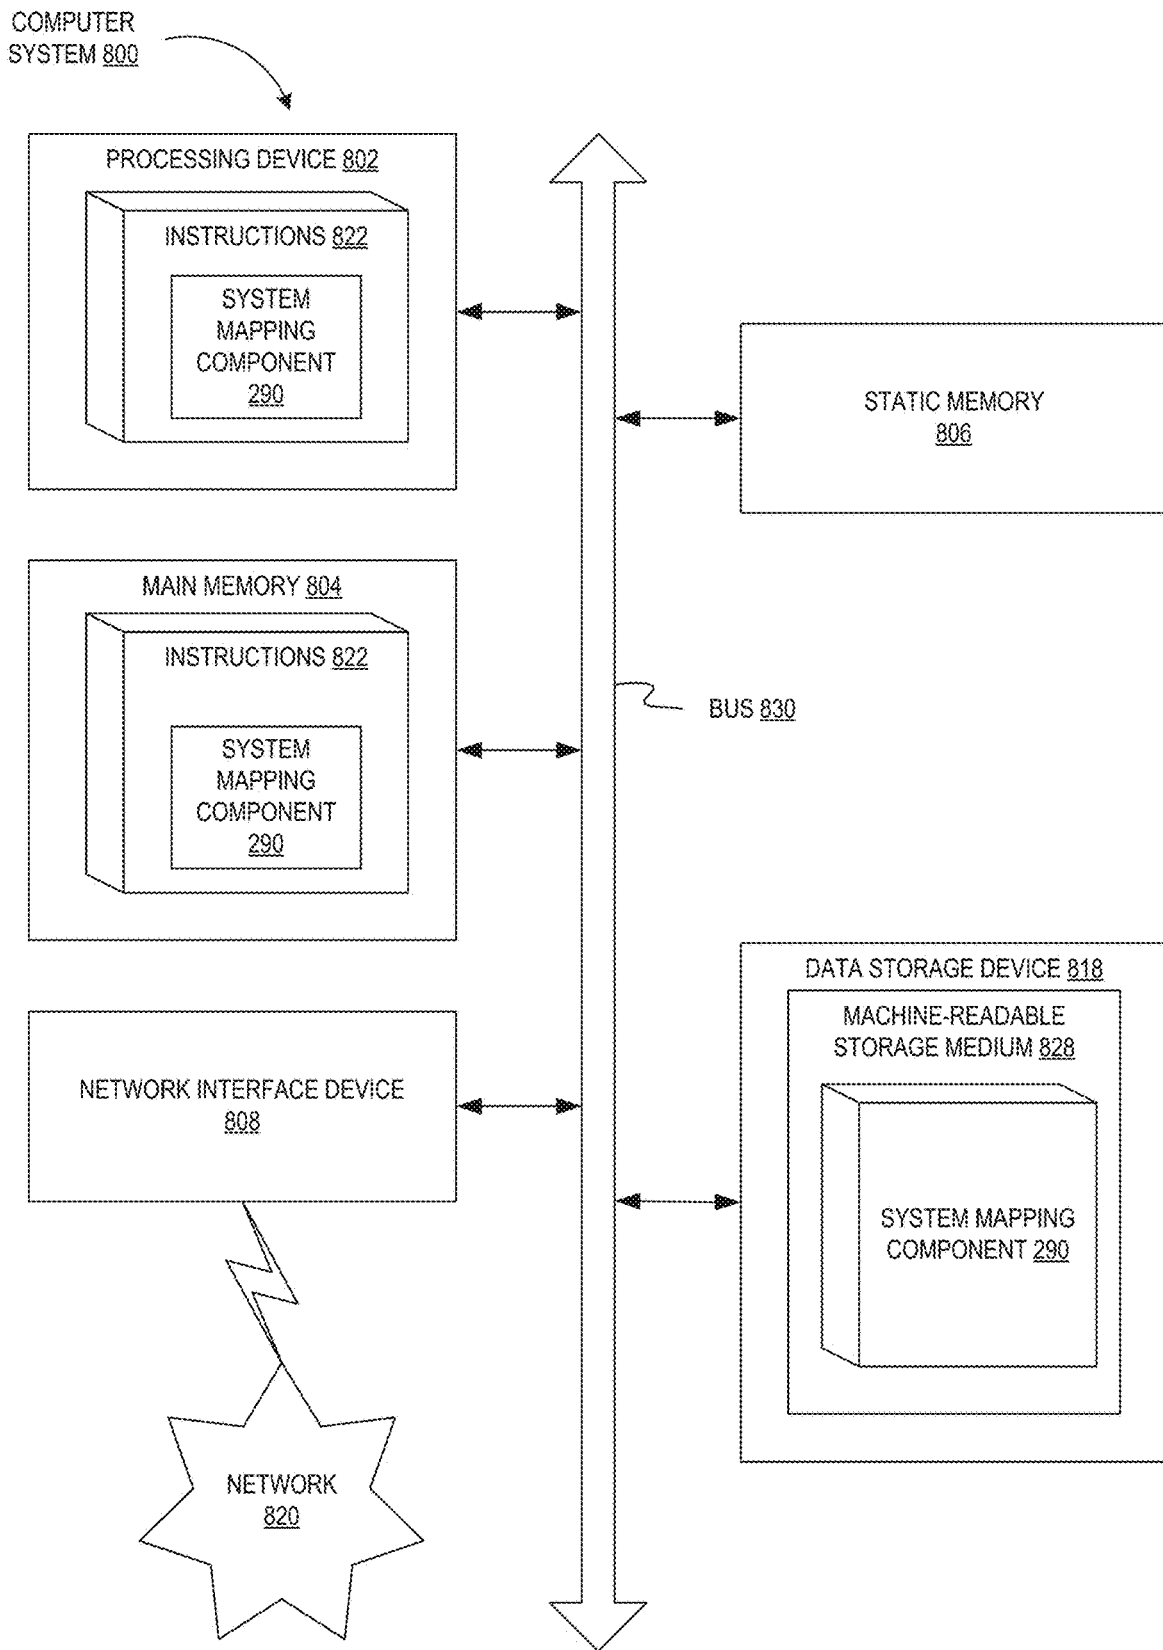 COMPUTER
SYSTEM 800
PROCESSING DEVICE 802
INSTRUCTIONS 822
SYSTEM
MAPPING
COMPONENT
290
STATIC MEMORY
806
MAIN MEMORY 804
INSTRUCTIONS 822
SYSTEM
MAPPING
COMPONENT
290
BUS 830
DATA STORAGE DEVICE 818
MACHINE-READABLE
STORAGE MEDIUM 828
SYSTEM MAPPING
COMPONENT 290
NETWORK INTERFACE DEVICE
808
NETWORK
820